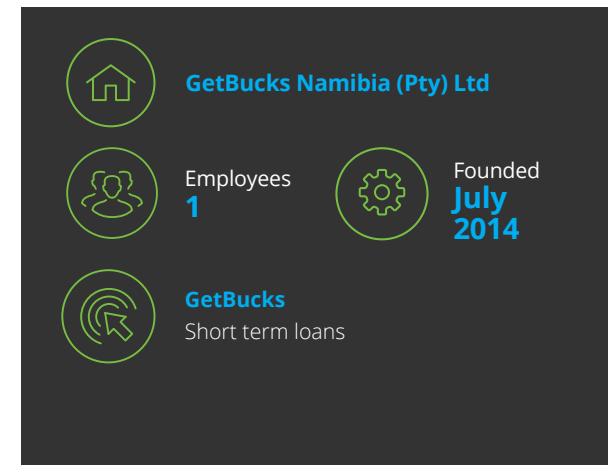 GetBucks Namibia (Pty) Ltd
Employees
1
Founded
July
2014
GetBucks
Short term loans